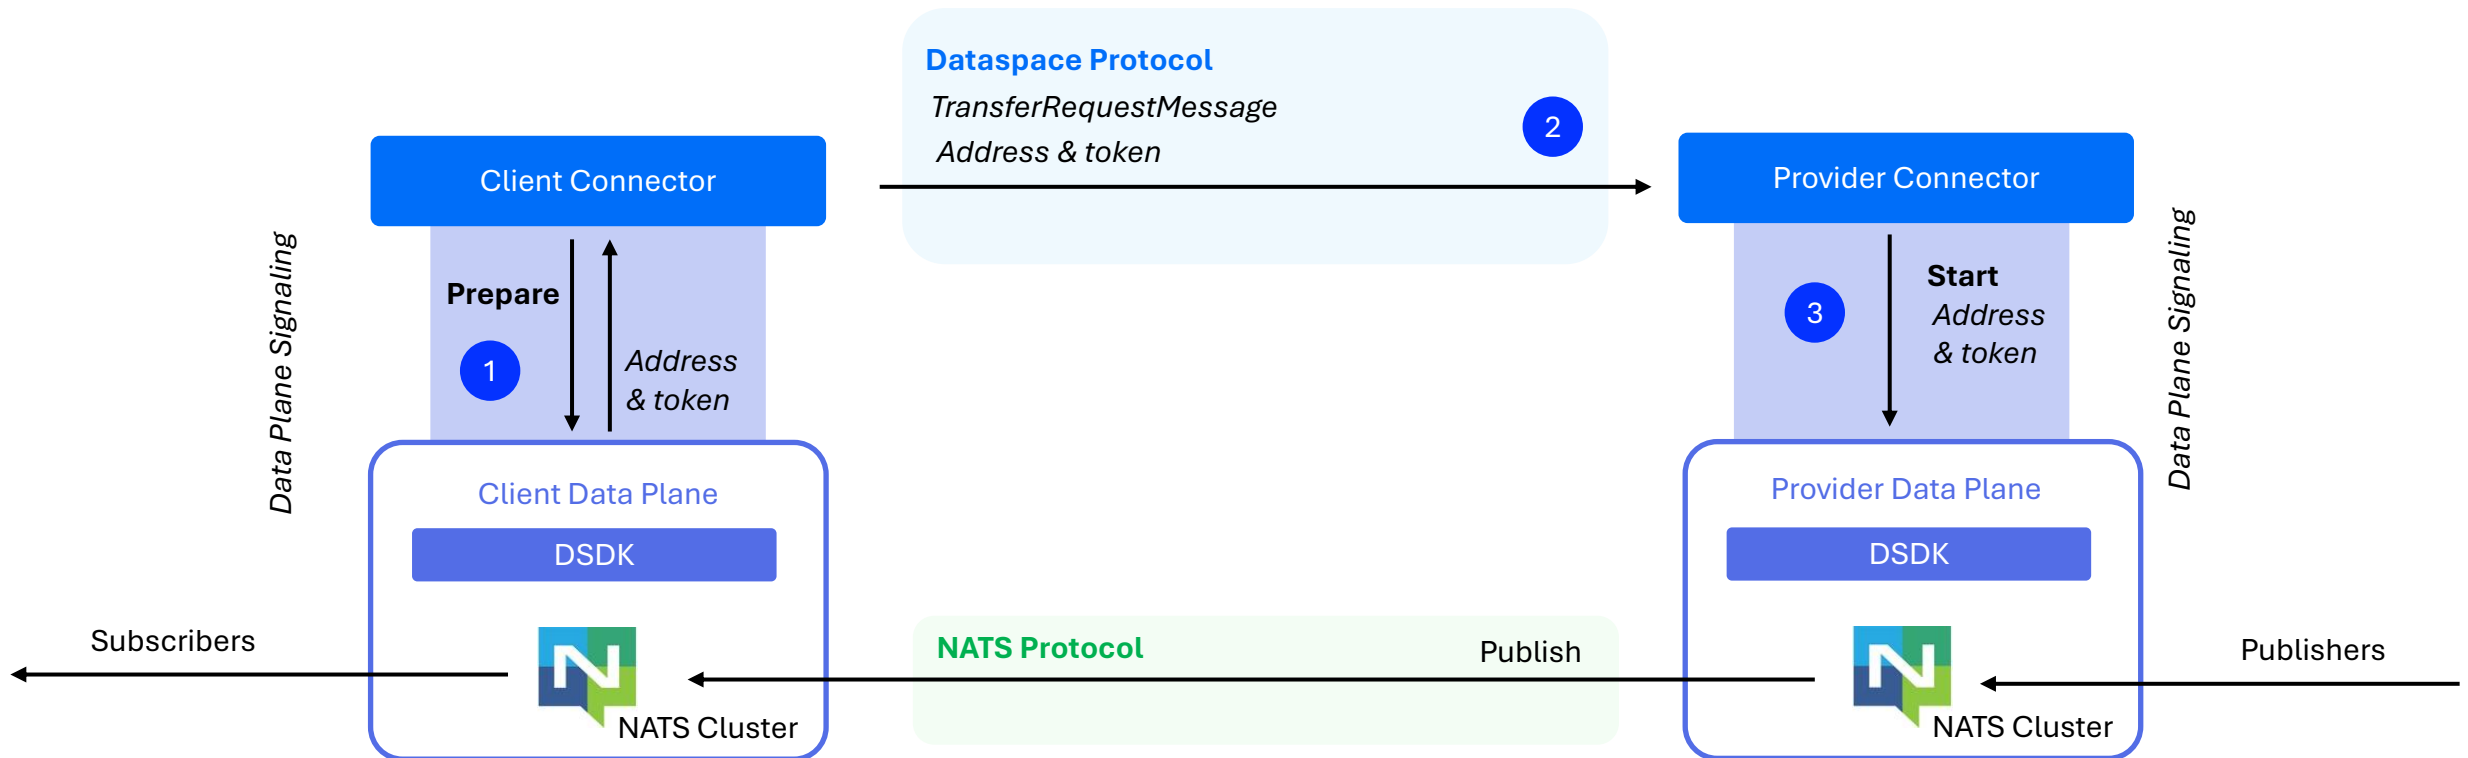 Dataspace Protocol
TransferRequestMessage
Address & token
2
Client Connector
Provider Connector
Data Plane Signaling
Prepare
1
Address
& token
Start
3
Address
& token
Data Plane Signaling
Client Data Plane
DSDK
Provider Data Plane
DSDK
Subscribers
N
NATS Cluster
NATS Protocol
Publish
N
NATS Cluster
Publishers